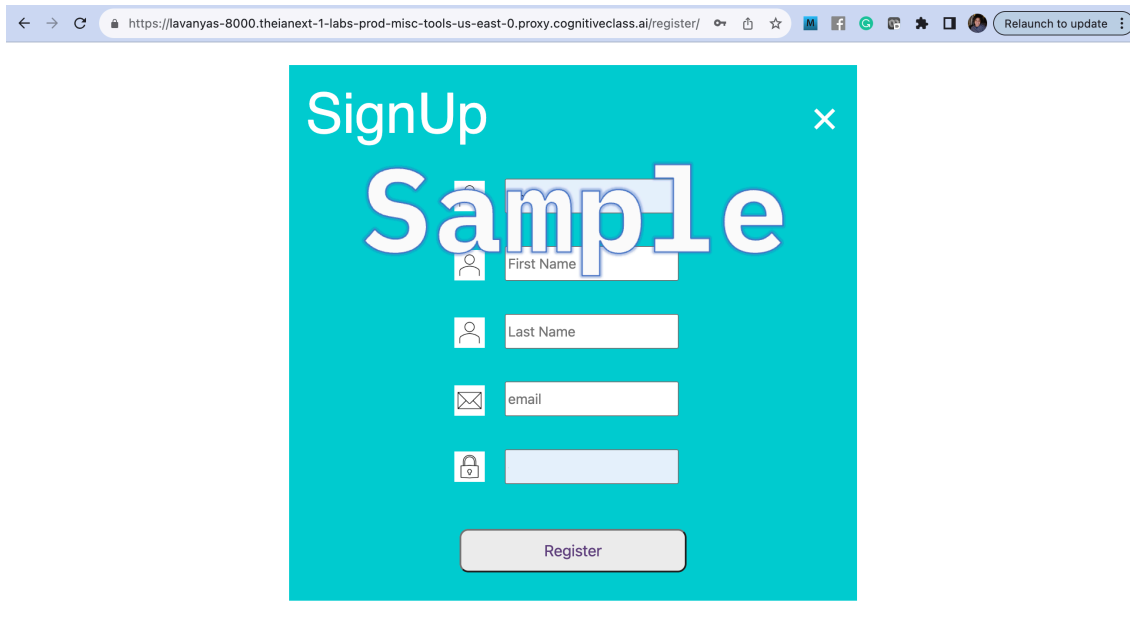 https://lavanyas-8000.theianext-1-labs-prod-misc-tools-us-east-0.proxy.cognitiveclass.ai/register/
M
f
G
Relaunch to update
SignUp
×
Sample
First Name
Last Name
email
Register